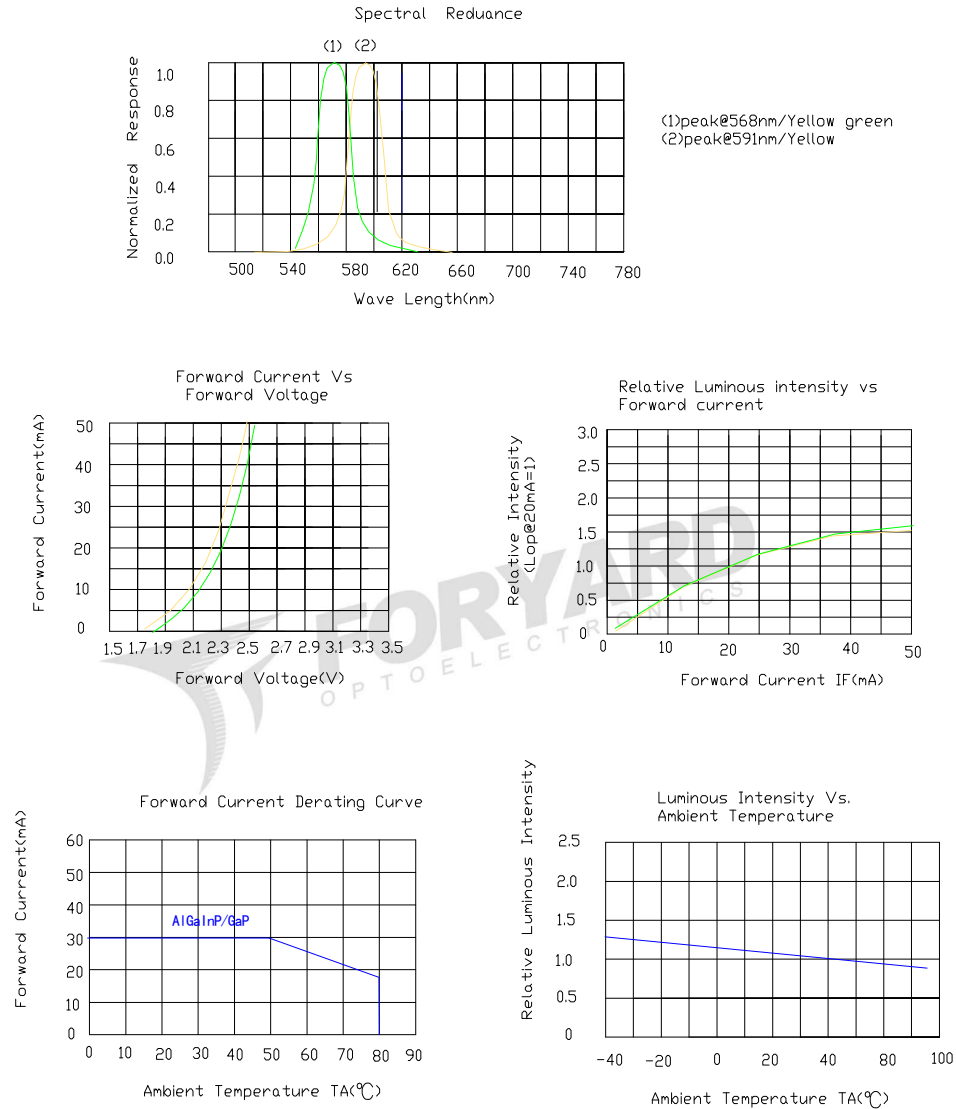 Spectral Reduance
(1) (2)
Normalized Response
1.0
0.8
0.6
0.4
0.2
0.0
500 540 580 620 660 700 740 780
Wave Length(nm)
(1)peak@568nm/Yellow green
(2)peak@591nm/Yellow
Forward Current Vs
Forward Voltage
Forward Current(mA)
50
40
30
20
10
0
1.5 1.7 1.9 2.1 2.3 2.5 2.7 2.9 3.1 3.3 3.5
Forward Voltage(V)
Relative Luminous intensity vs
Forward current
Relative Intensity
(Lop@20mA=1)
3.0
2.5
2.0
1.5
1.0
0.5
0
0 10 20 30 40 50
Forward Current IF(mA)
FORYARD
OPTOELECTRONICS
Forward Current Derating Curve
Forward Current(mA)
60
50
40
30
20
10
0
AlGaInP/GaP
0 10 20 30 40 50 60 70 80 90
Ambient Temperature TA(℃)
Luminous Intensity Vs.
Ambient Temperature
Relative Luminous Intensity
2.5
2.0
1.5
1.0
0.5
0
-40 -20 0 20 40 80 100
Ambient Temperature TA(℃)